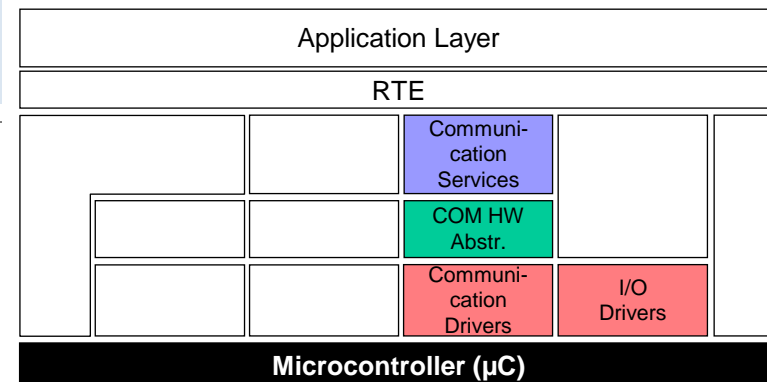 Application Layer
RTE
Communi-
cation
Services
COM HW
Abstr.
Communi-
cation
Drivers
I/O
Drivers
Microcontroller (µC)